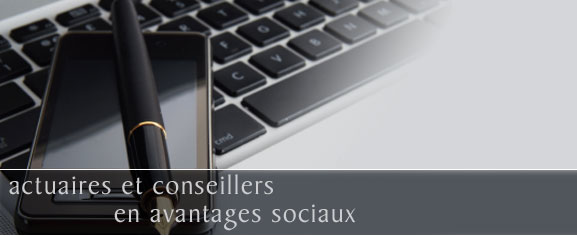 actuaires et conseillers
en avantages sociaux